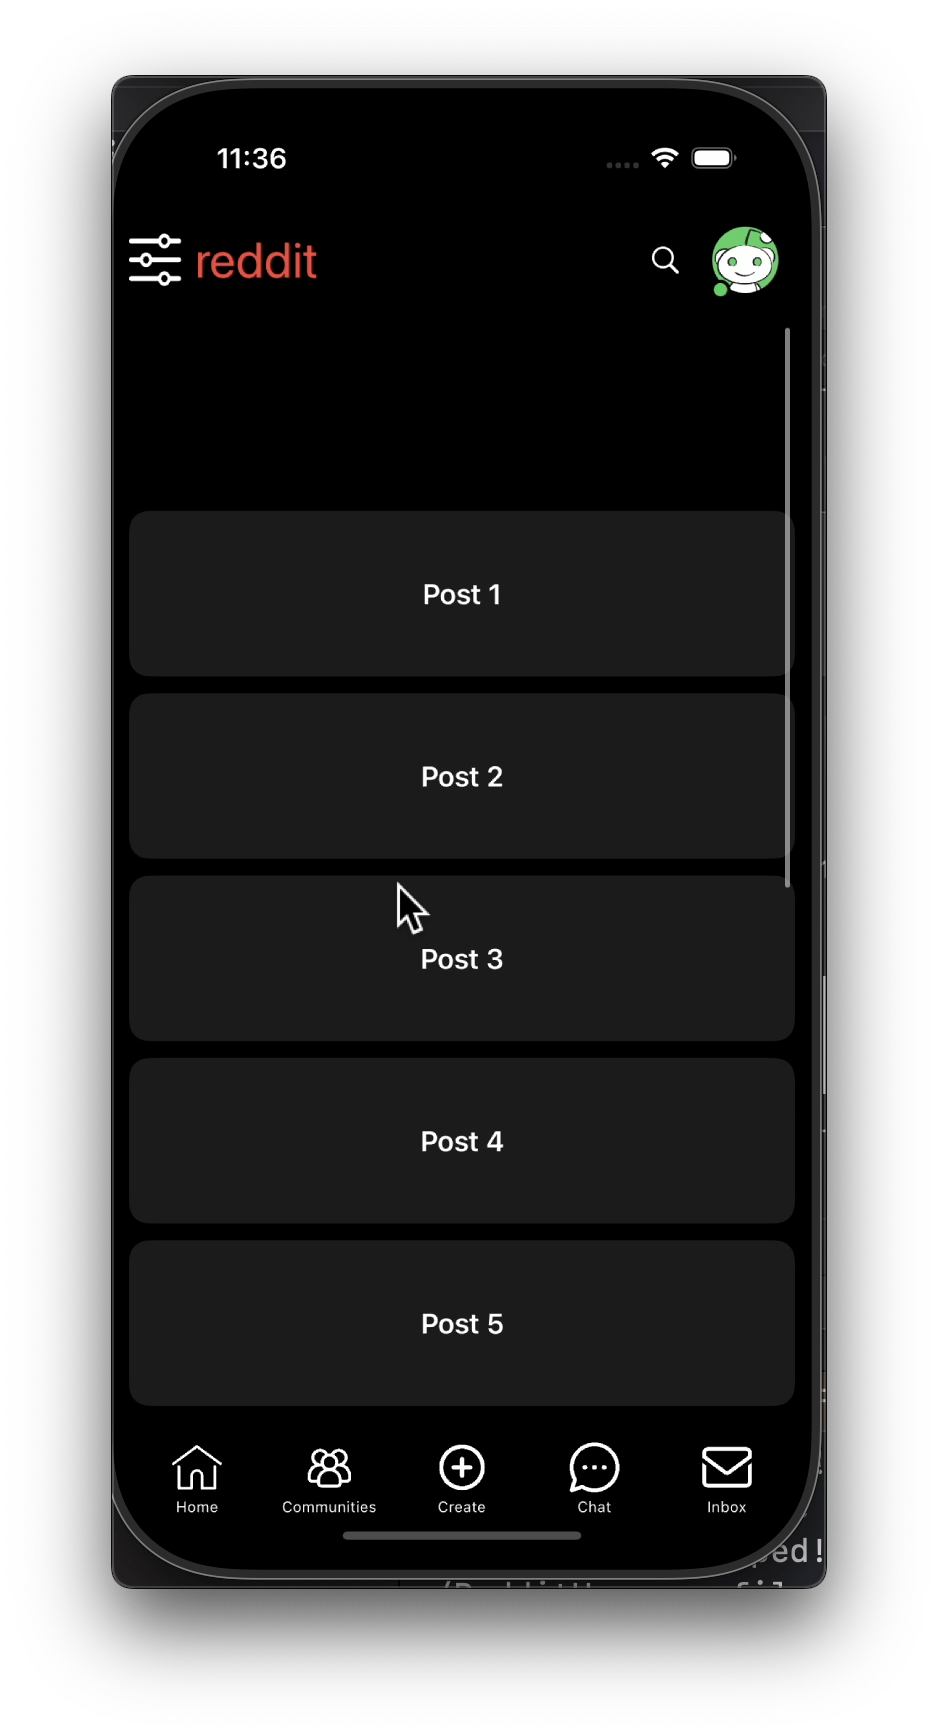 11:36
reddit
Post 1
Post 2
Post 3
Post 4
Post 5
Home
Communities
Create
Chat
Inbox